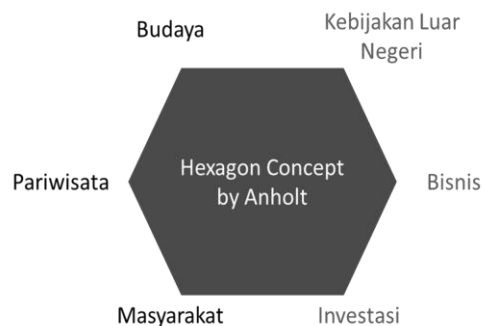 Budaya
Kebijakan Luar
Negeri
Pariwisata
Hexagon Concept
by Anholt
Bisnis
Masyarakat
Investasi